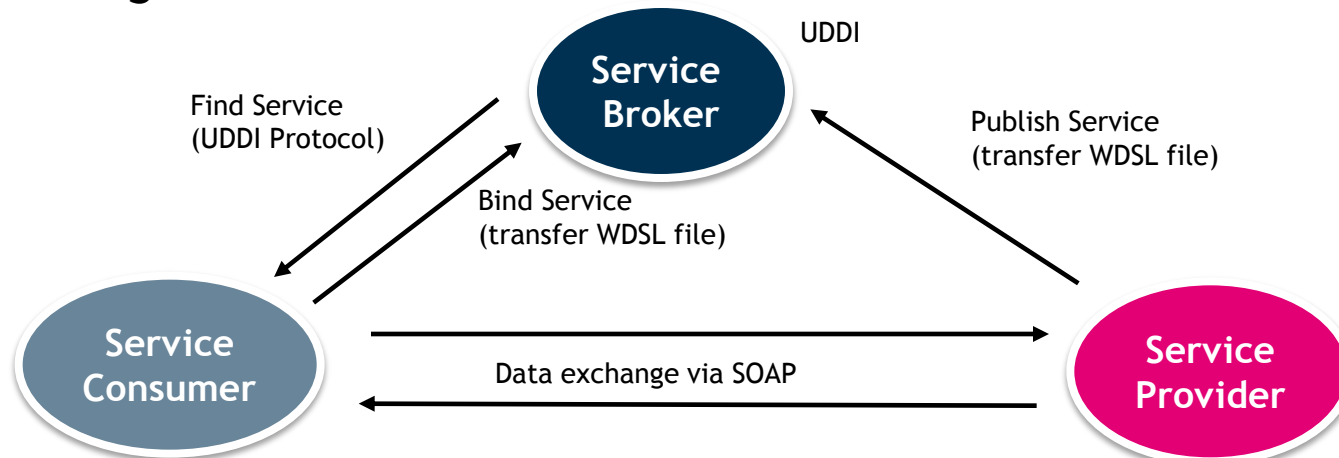 UDDI
Service
Broker
Find Service
(UDDI Protocol)
Publish Service
(transfer WDSL file)
Bind Service
(transfer WDSL file)
Service
Consumer
Data exchange via SOAP
Service
Provider